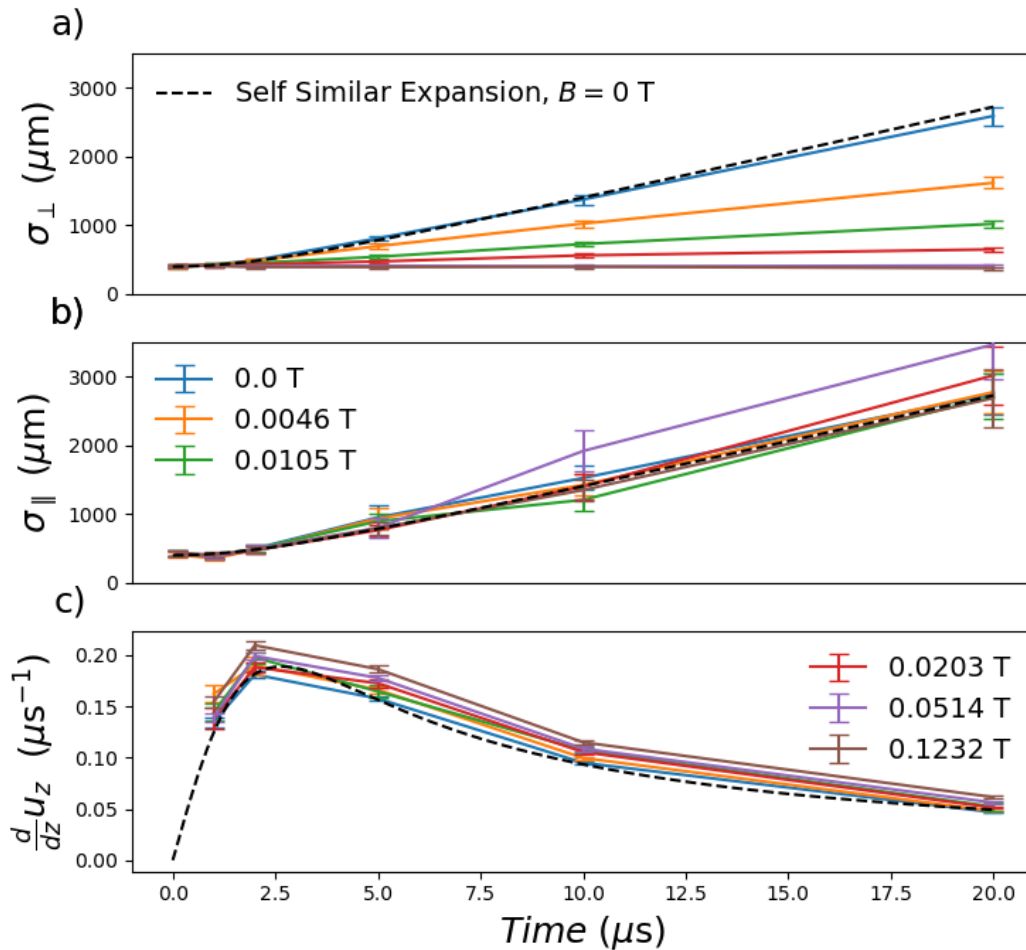 a)
3000
2000
1000
0
σ⊥ (μm)
Self Similar Expansion, B = 0 T
b)
3000
2000
1000
0
σ∥ (μm)
0.0 T
0.0046 T
0.0105 T
c)
0.20
0.15
0.10
0.05
0.00
d/dz u_z (μs⁻¹)
0.0203 T
0.0514 T
0.1232 T
0.0 2.5 5.0 7.5 10.0 12.5 15.0 17.5 20.0
Time (μs)